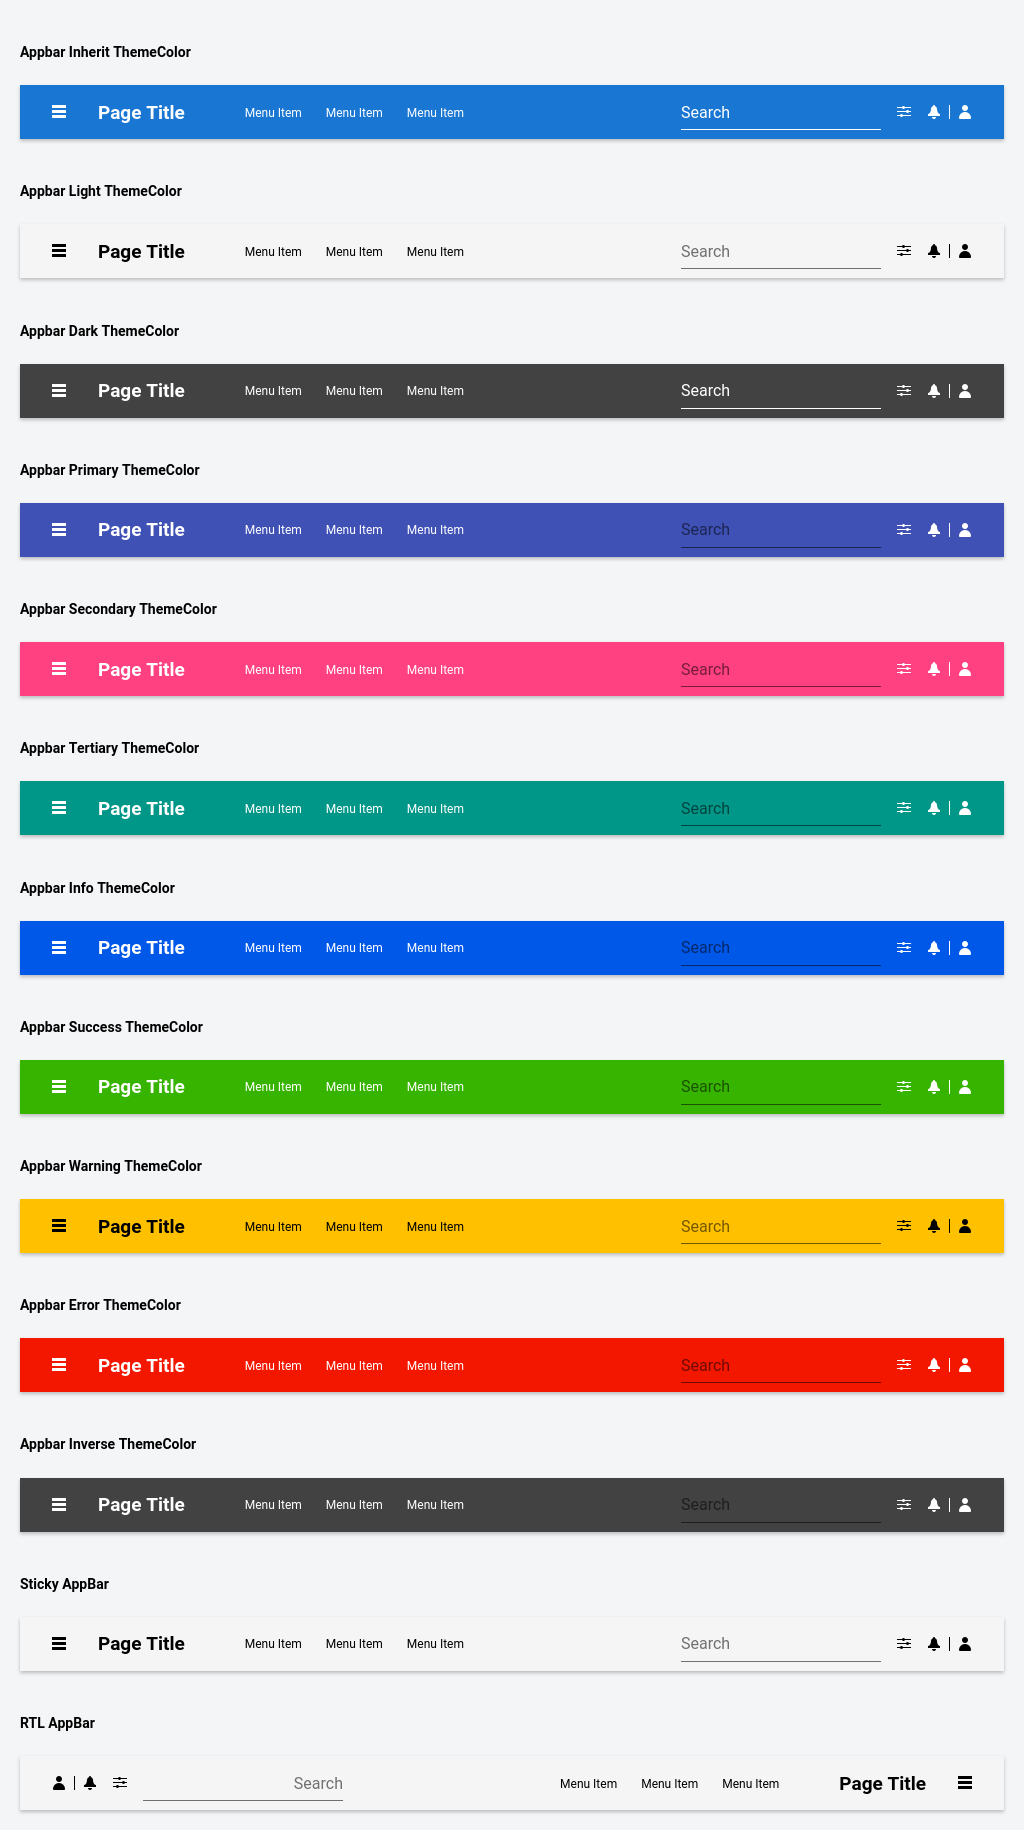 Appbar Inherit ThemeColor
Page Title Menu Item Menu Item Menu Item Search
Appbar Light ThemeColor
Page Title Menu Item Menu Item Menu Item Search
Appbar Dark ThemeColor
Page Title Menu Item Menu Item Menu Item Search
Appbar Primary ThemeColor
Page Title Menu Item Menu Item Menu Item Search
Appbar Secondary ThemeColor
Page Title Menu Item Menu Item Menu Item Search
Appbar Tertiary ThemeColor
Page Title Menu Item Menu Item Menu Item Search
Appbar Info ThemeColor
Page Title Menu Item Menu Item Menu Item Search
Appbar Success ThemeColor
Page Title Menu Item Menu Item Menu Item Search
Appbar Warning ThemeColor
Page Title Menu Item Menu Item Menu Item Search
Appbar Error ThemeColor
Page Title Menu Item Menu Item Menu Item Search
Appbar Inverse ThemeColor
Page Title Menu Item Menu Item Menu Item Search
Sticky AppBar
Page Title Menu Item Menu Item Menu Item Search
RTL AppBar
Search Menu Item Menu Item Menu Item Page Title